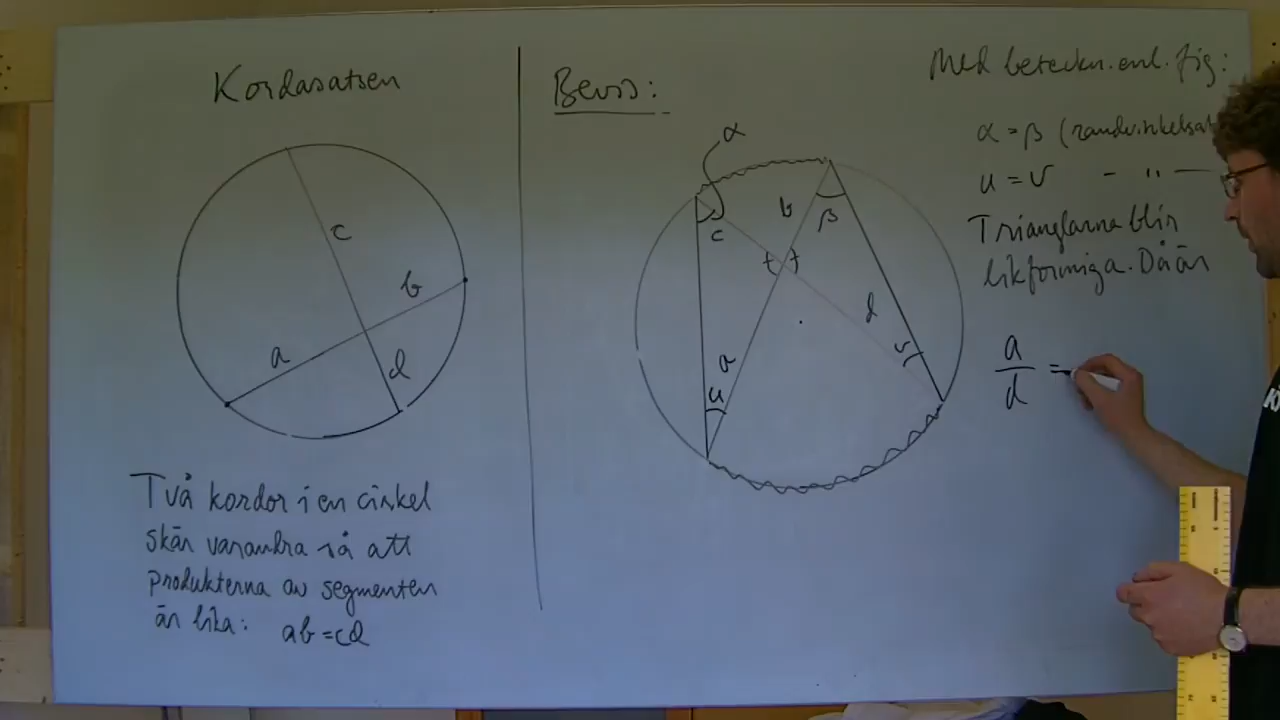 Kordasatsen
c
b
a
d
Två kordor i en cirkel
skär varandra så att
produkterna av segmenten
är lika: ab=cd
Bevis:
α
b
β
c
t t
d
a
v
u
Med beteckn. enl. fig:
α = β (randvinkelsat
u = v - " -
Trianglarna blir
likformiga. Då är
a
d =